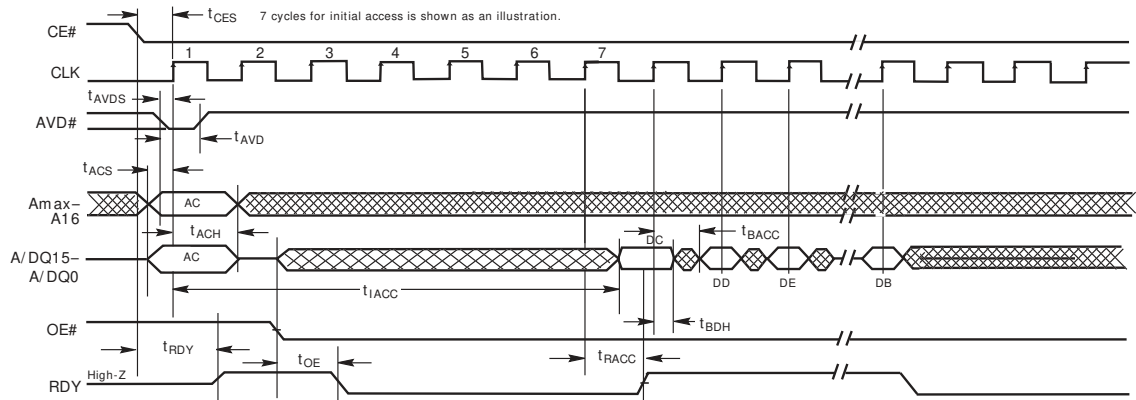 tCES 7 cycles for initial access is shown as an illustration.
CE#
1 2 3 4 5 6 7
CLK
tAVDS
AVD#
tAVD
tACS
Amax–
A16
AC
tACH
DC
tBACC
A/DQ15–
A/DQ0
AC
DD DE DB
tIACC
tBDH
OE#
tRDY
tOE
tRACC
High-Z
RDY